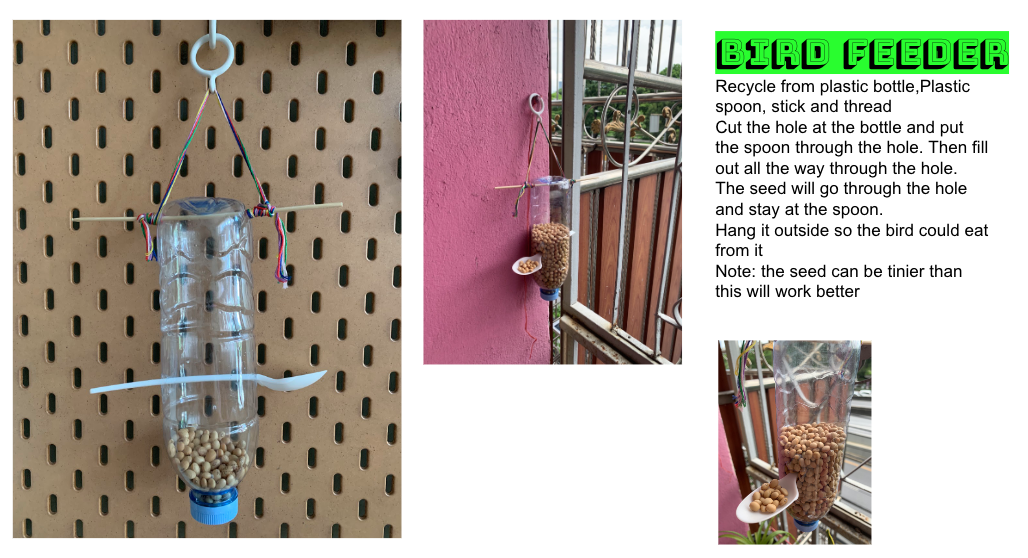 BIRD FEEDER
Recycle from plastic bottle,Plastic
spoon, stick and thread
Cut the hole at the bottle and put
the spoon through the hole. Then fill
out all the way through the hole.
The seed will go through the hole
and stay at the spoon.
Hang it outside so the bird could eat
from it
Note: the seed can be tinier than
this will work better